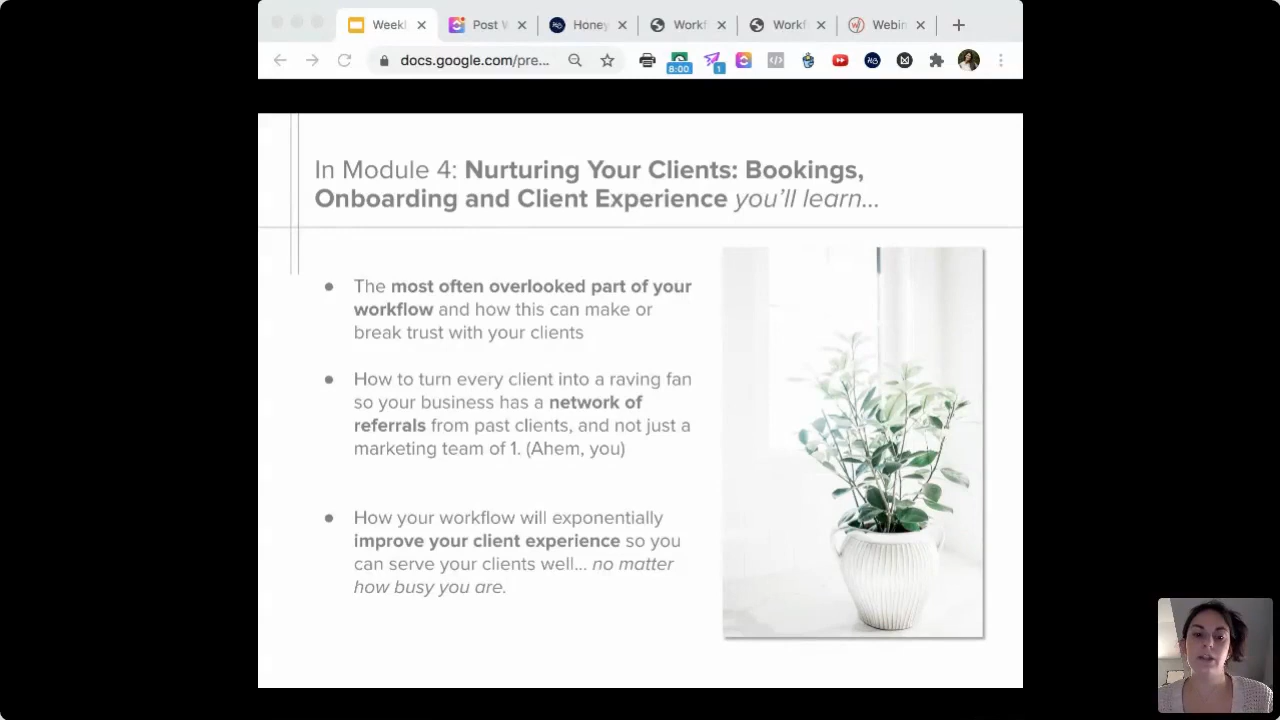 Weekl
Post W
Honey
Workf
Workf
Webin
docs.google.com/pre...
8:00
1
In Module 4: Nurturing Your Clients: Bookings,
Onboarding and Client Experience you'll learn...
● The most often overlooked part of your
workflow and how this can make or
break trust with your clients
● How to turn every client into a raving fan
so your business has a network of
referrals from past clients, and not just a
marketing team of 1. (Ahem, you)
● How your workflow will exponentially
improve your client experience so you
can serve your clients well... no matter
how busy you are.